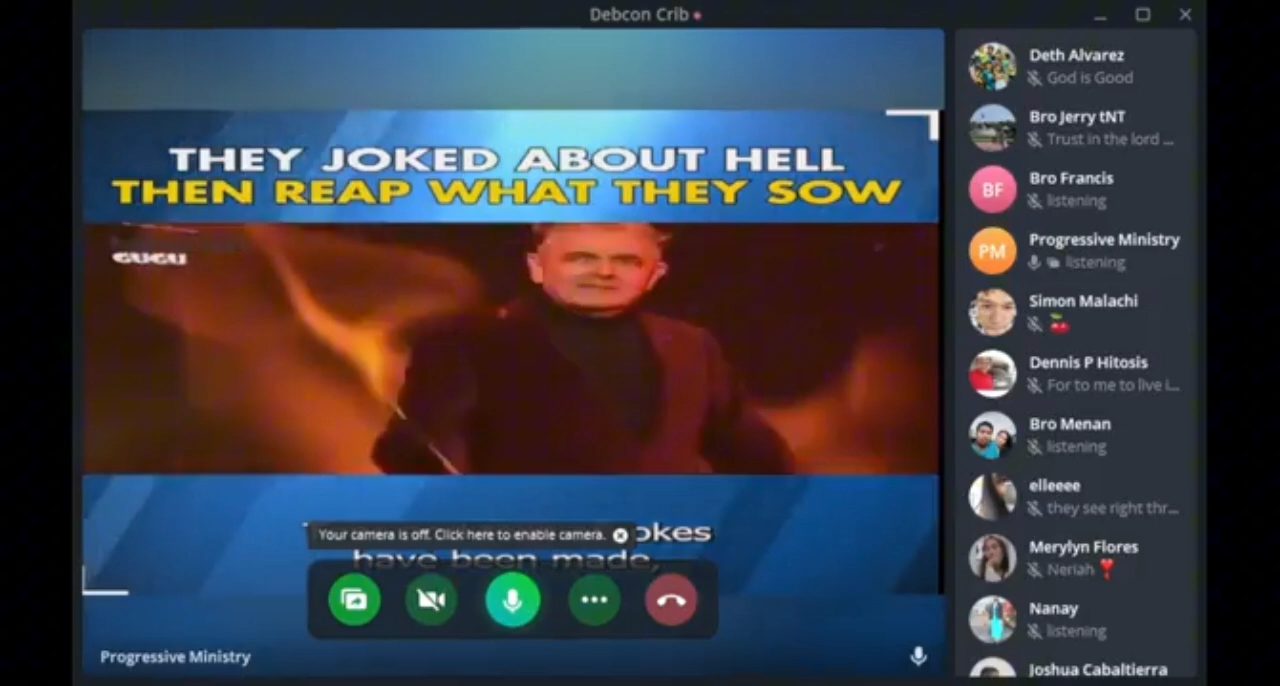 Debcon Crib
THEY JOKED ABOUT HELL
THEN REAP WHAT THEY SOW
GUGU
Your camera is off. Click here to enable camera.
okes
have been made,
Progressive Ministry
Deth Alvarez
God is Good
Bro Jerry tNT
Trust in the lord ...
BF
Bro Francis
listening
PM
Progressive Ministry
listening
Simon Malachi
🍒
Dennis P Hitosis
For to me to live i...
Bro Menan
listening
elleeee
they see right thr...
Merylyn Flores
Neriah❣️
Nanay
listening
Joshua Cabaltierra